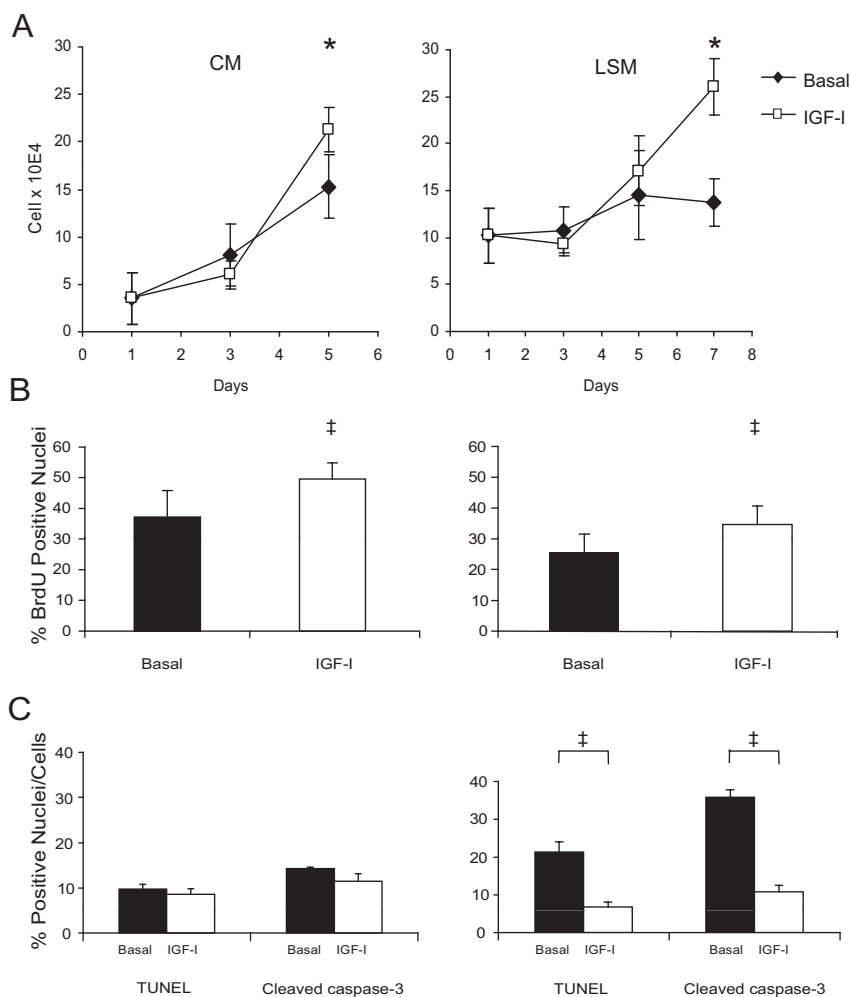 A
CM
*
30
25
20
15
10
5
0
Cell x 10E4
0 1 2 3 4 5 6
Days
LSM
*
30
25
20
15
10
5
0
0 1 2 3 4 5 6 7 8
Days
Basal
IGF-I
B
‡
60
50
40
30
20
10
0
% BrdU Positive Nuclei
Basal IGF-I
‡
60
50
40
30
20
10
0
Basal IGF-I
C
40
30
20
10
0
% Positive Nuclei/Cells
Basal IGF-I Basal IGF-I
TUNEL Cleaved caspase-3
‡ ‡
40
30
20
10
0
Basal IGF-I Basal IGF-I
TUNEL Cleaved caspase-3